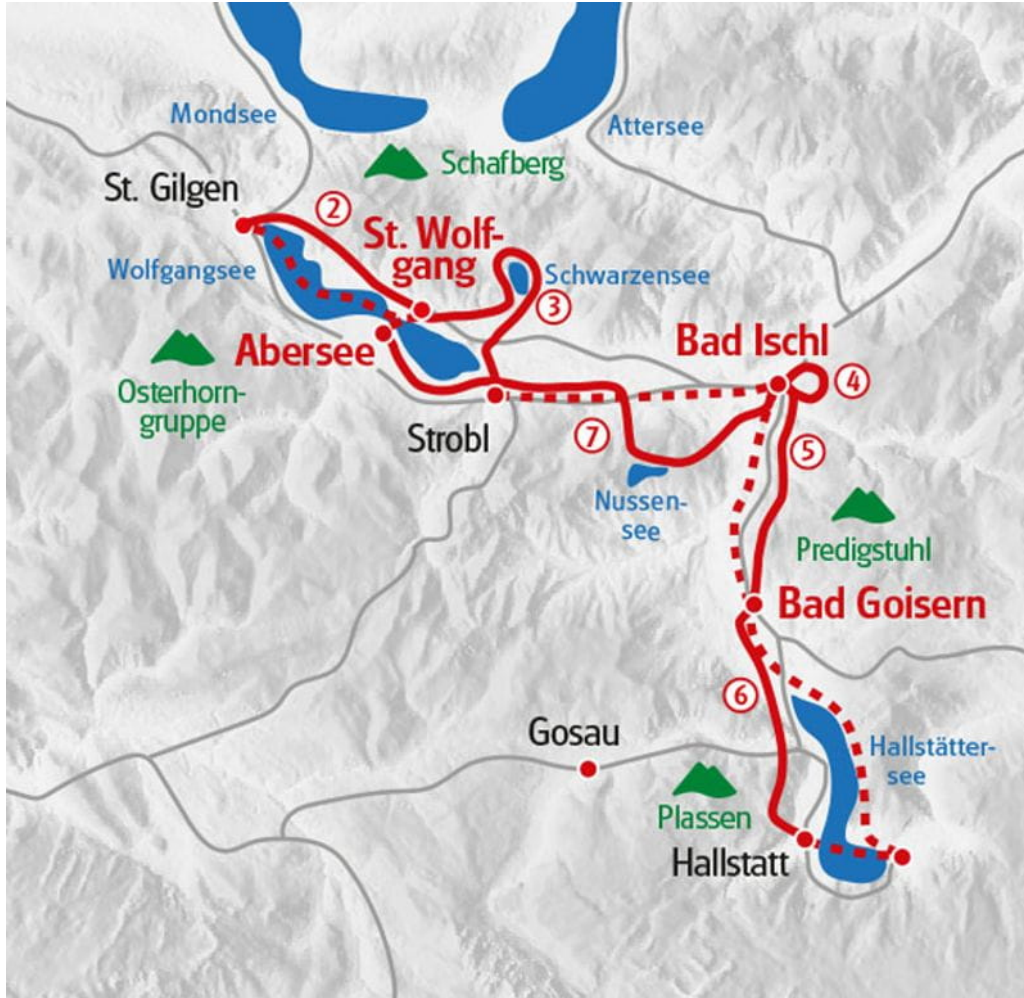 Mondsee
Attersee
Schafberg
St. Gilgen
②
St. Wolf-
gang
Wolfgangsee
Schwarzensee
③
Abersee
Bad Ischl
Osterhorn-
gruppe
④
Strobl
⑦
⑤
Nussen-
see
Predigstuhl
Bad Goisern
⑥
Gosau
Hallstätter-
see
Plassen
Hallstatt